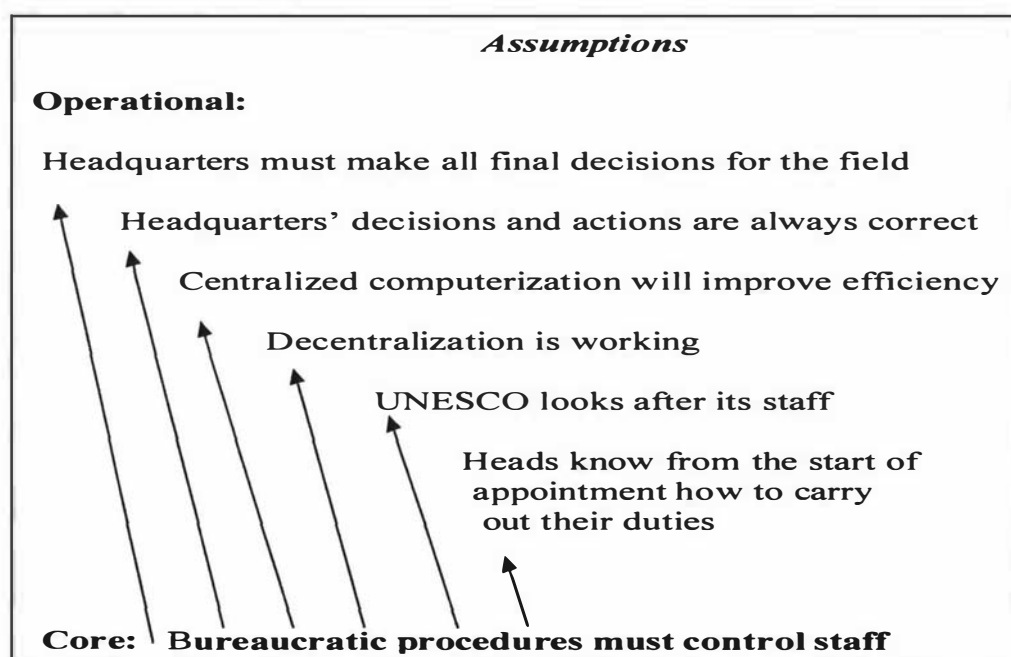 Assumptions
Operational:
Headquarters must make all final decisions for the field
Headquarters’ decisions and actions are always correct
Centralized computerization will improve efficiency
Decentralization is working
UNESCO looks after its staff
Heads know from the start of
appointment how to carry
out their duties
Core: Bureaucratic procedures must control staff